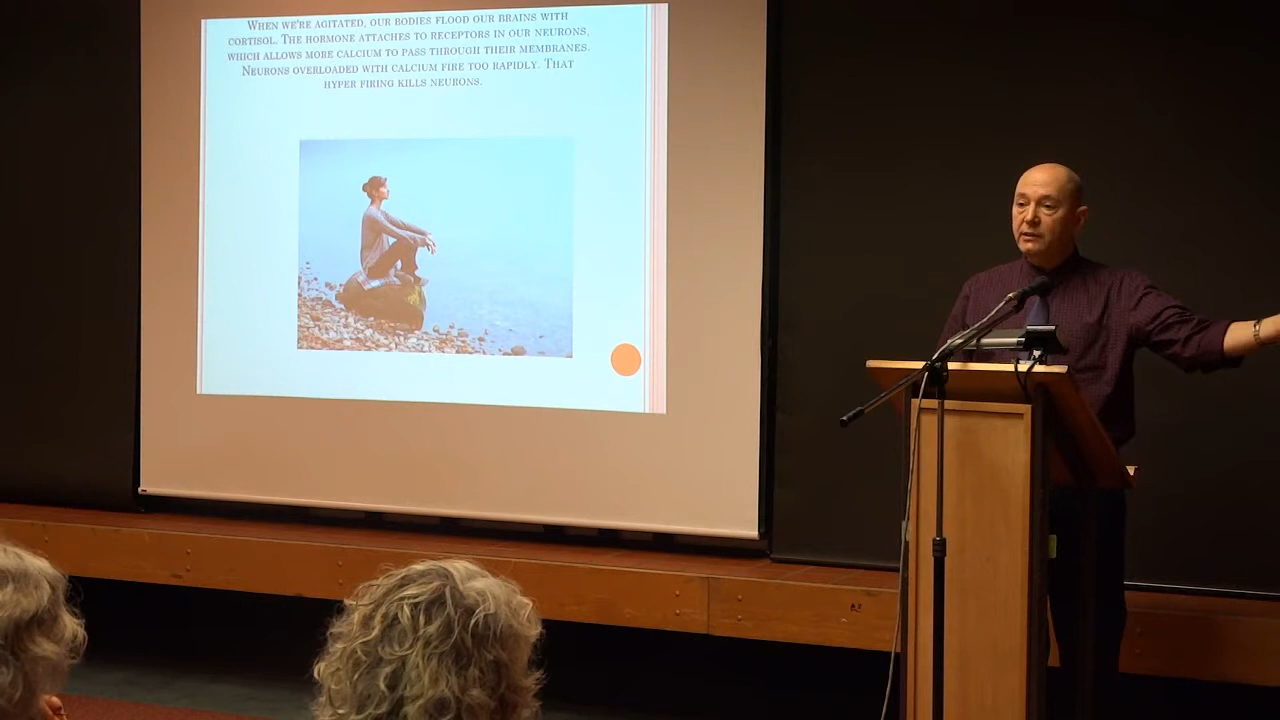 When we're agitated, our bodies flood our brains with
cortisol. The hormone attaches to receptors in our neurons,
which allows more calcium to pass through their membranes.
Neurons overloaded with calcium fire too rapidly. That
hyper firing kills neurons.